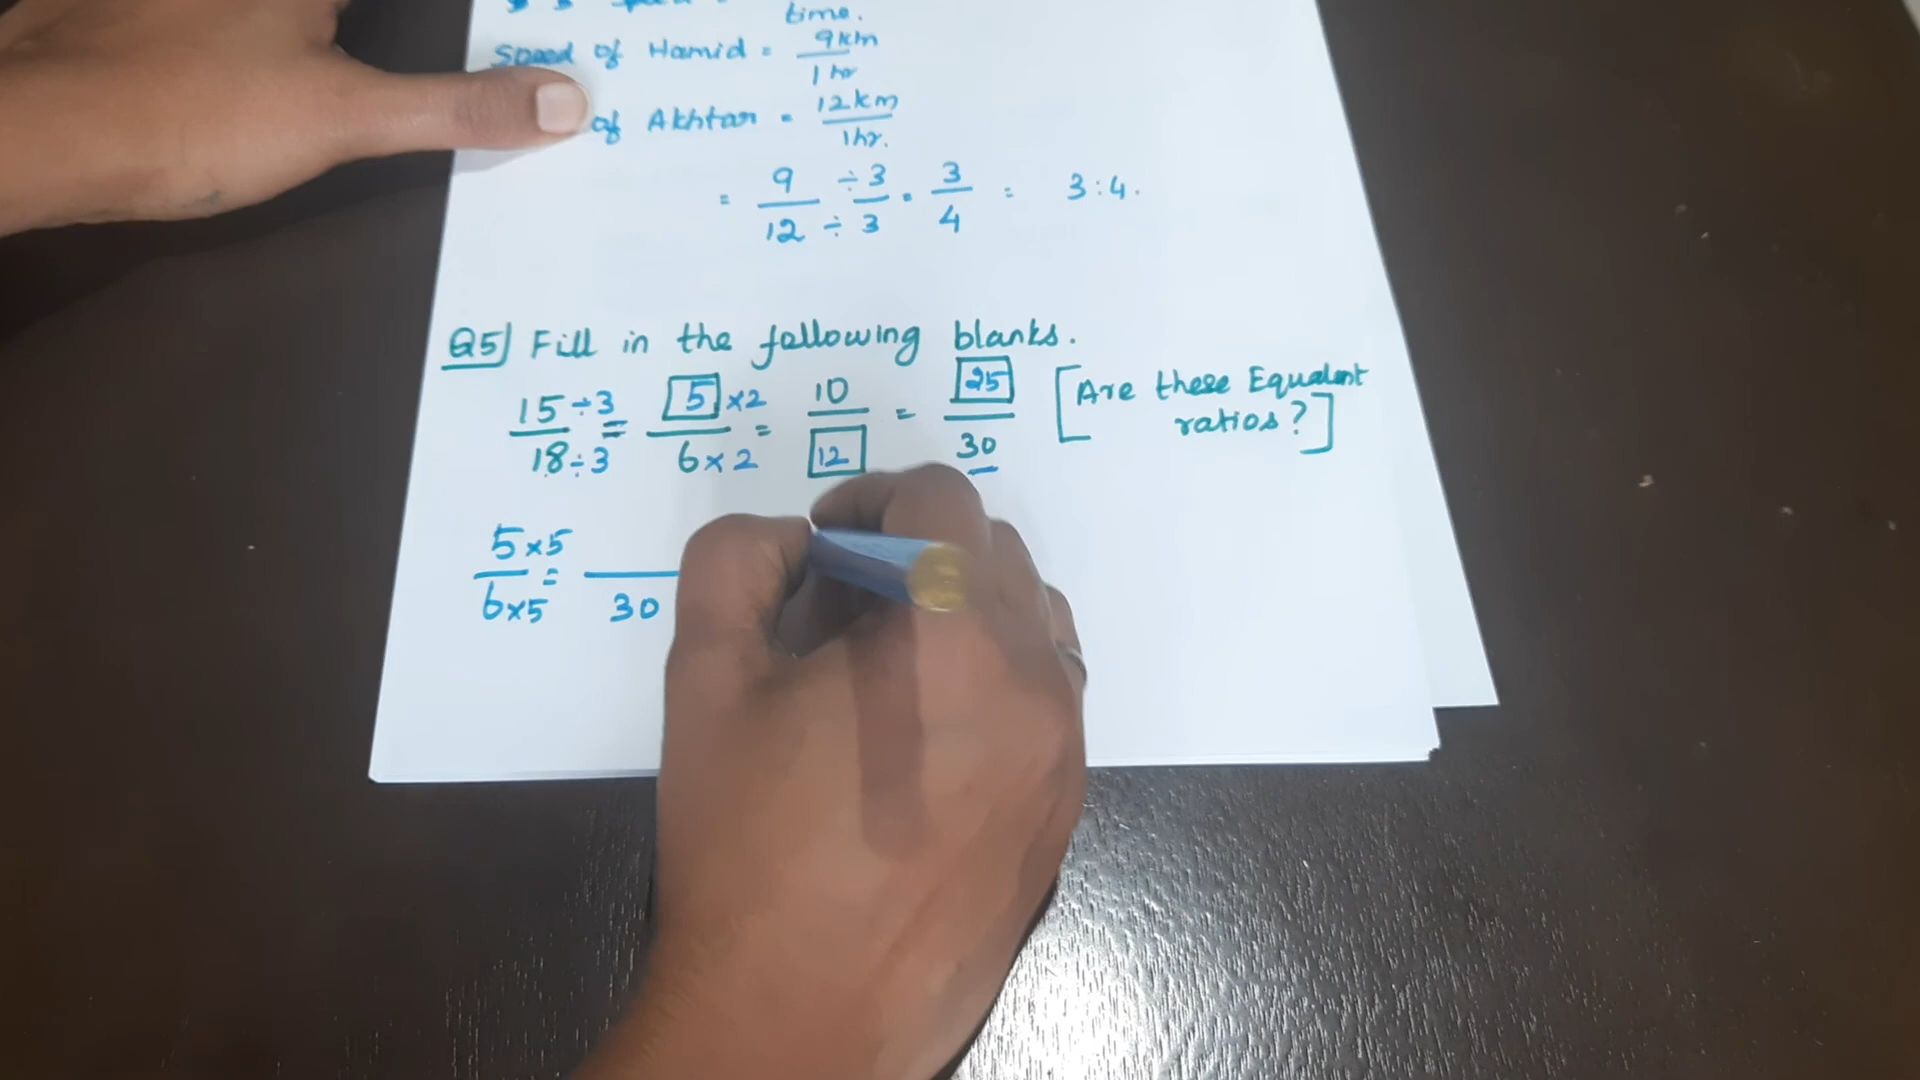 time.
Speed of Hamid = 9km / 1 hr
of Akhtar = 12km / 1hr.
= 9 ÷ 3 / 12 ÷ 3 = 3 / 4 = 3:4.
Q5] Fill in the following blanks.
15 ÷ 3 / 18 ÷ 3 = 5 × 2 / 6 × 2 = 10 / 12 = 25 / 30 [Are these Equalent
ratios?]
5 × 5 / 6 × 5 = / 30